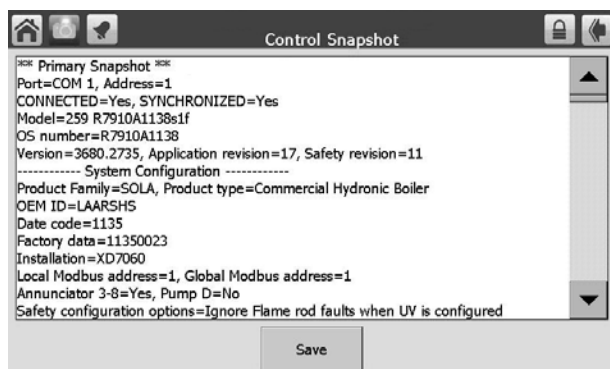 Control Snapshot
** Primary Snapshot **
Port=COM 1, Address=1
CONNECTED=Yes, SYNCHRONIZED=Yes
Model=259 R7910A1138s1f
OS number=R7910A1138
Version=3680.2735, Application revision=17, Safety revision=11
------------ System Configuration ------------
Product Family=SOLA, Product type=Commercial Hydronic Boiler
OEM ID=LAARSHS
Date code=1135
Factory data=11350023
Installation=XD7060
Local Modbus address=1, Global Modbus address=1
Annunciator 3-8=Yes, Pump D=No
Safety configuration options=Ignore Flame rod faults when UV is configured
Save